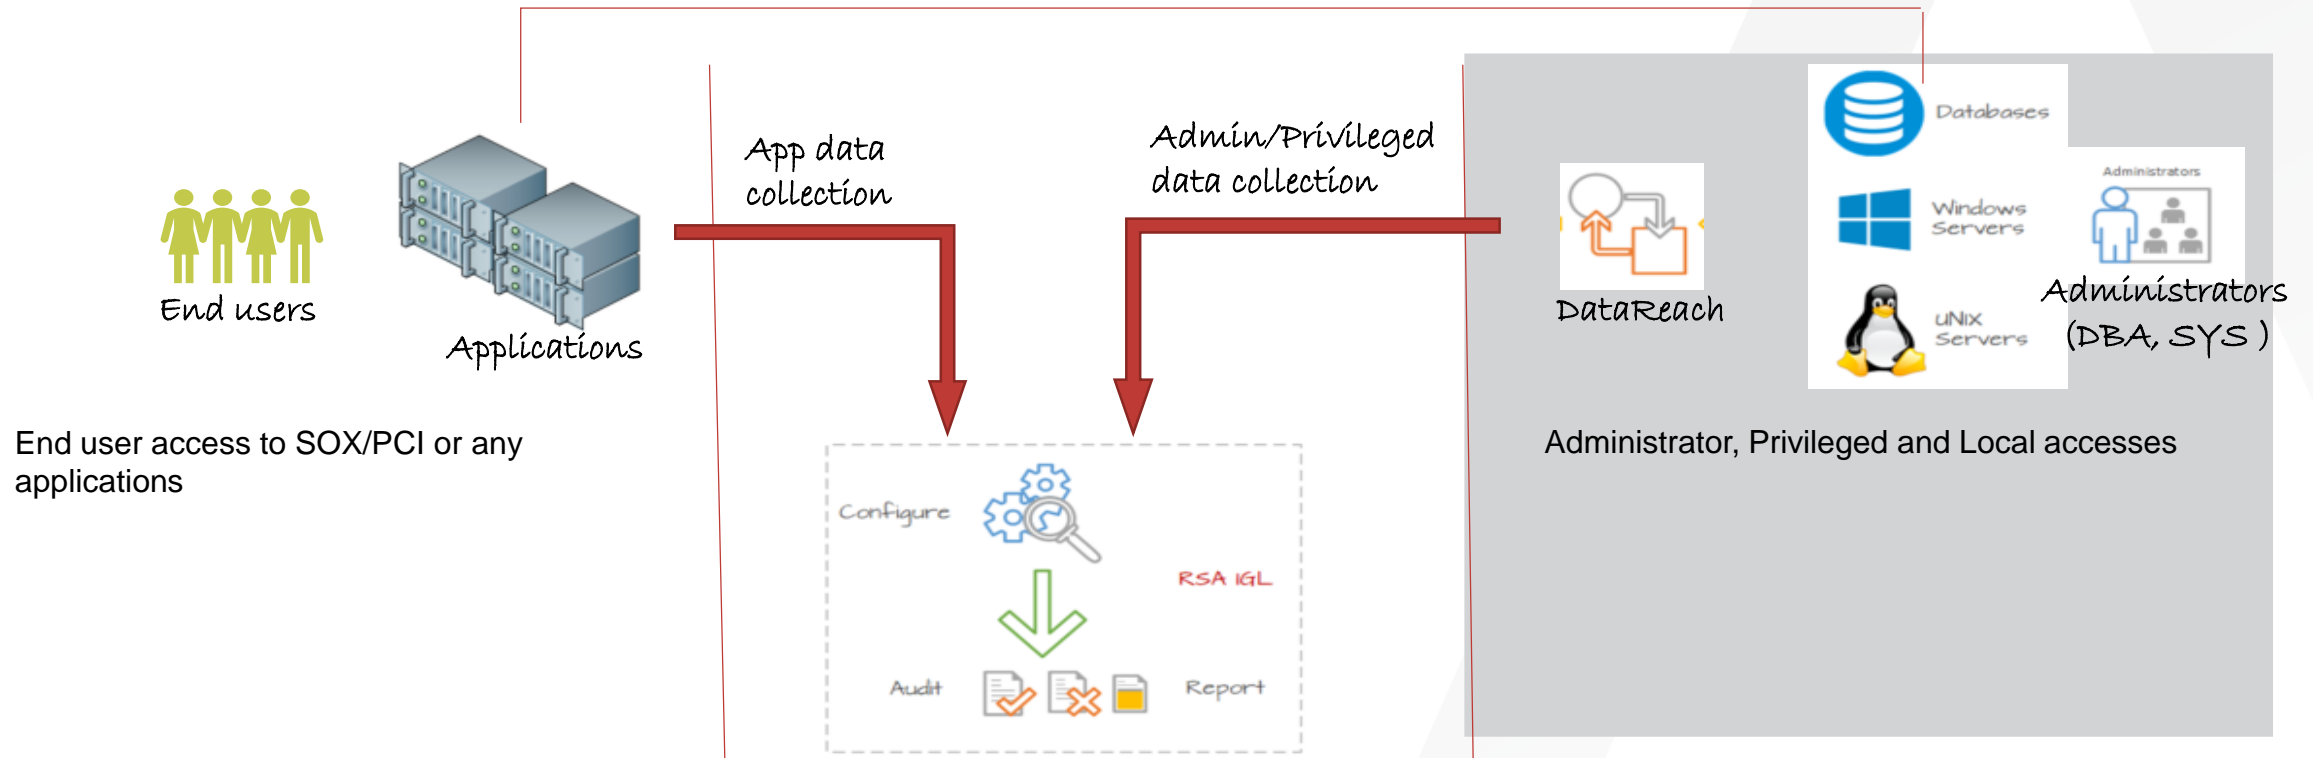 App data
collection
Admin/Privileged
data collection
Databases
Administrators
Windows
Servers
UNIX
Servers
End users
Applications
DataReach
Administrators
(DBA, SYS )
End user access to SOX/PCI or any
applications
Administrator, Privileged and Local accesses
Configure
RSA IGL
Audit
Report